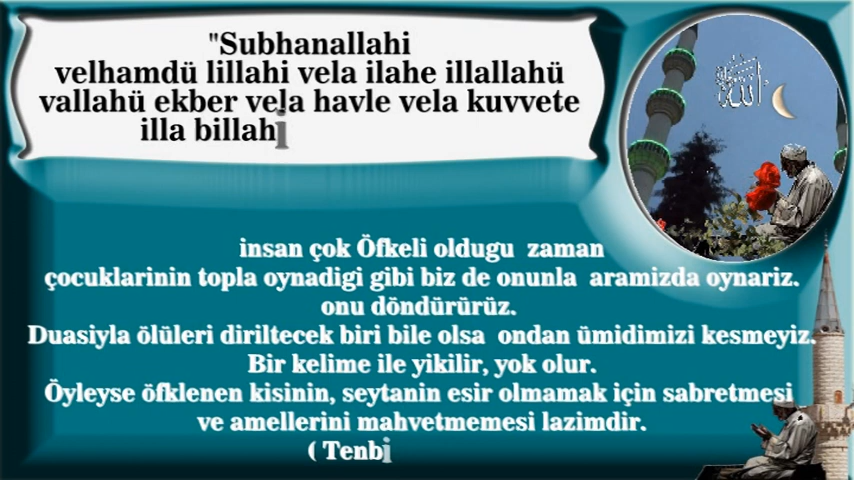 "Subhanallahi
velhamdü lillahi vela ilahe illallahü
vallahü ekber vela havle vela kuvvete
illa billahi
insan çok Öfkeli oldugu zaman
çocuklarinin topla oynadigi gibi biz de onunla aramizda oynariz.
onu döndürürüz.
Duasiyla ölüleri diriltecek biri bile olsa ondan ümidimizi kesmeyiz.
Bir kelime ile yikilir, yok olur.
Öyleyse öfklenen kisinin, seytanin esir olmamak için sabretmesi
ve amellerini mahvetmemesi lazimdir.
( Tenbi